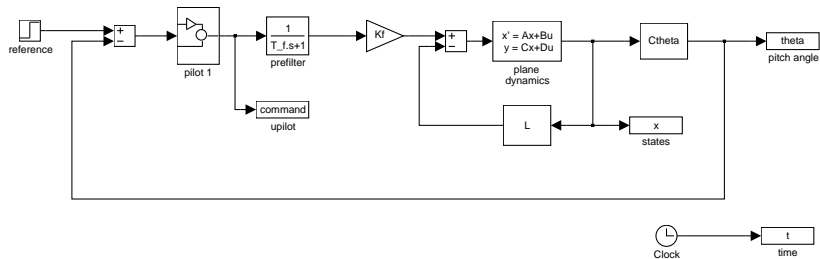 reference
+
−
pilot 1
1
T_f.s+1
prefilter
command
upilot
Kf
+
−
x' = Ax+Bu
y = Cx+Du
plane
dynamics
L
x
states
Ctheta
theta
pitch angle
Clock
t
time